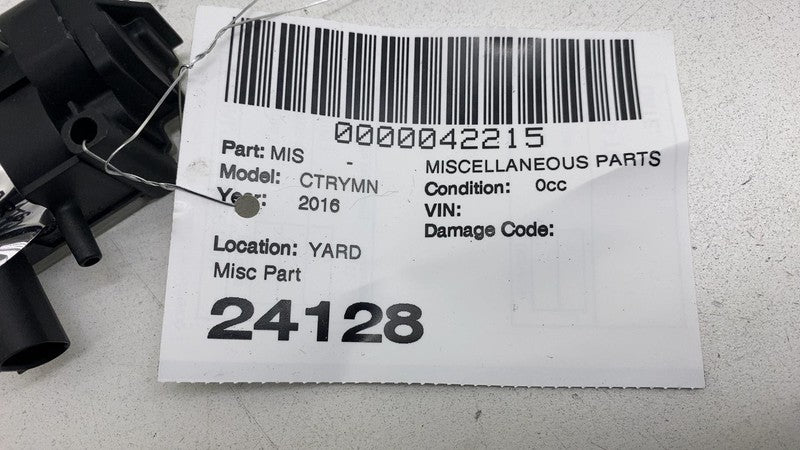 0000042215
Part: MIS - MISCELLANEOUS PARTS
Model: CTRYMN Condition: 0cc
Year: 2016 VIN:
Damage Code:
Location: YARD
Misc Part
24128